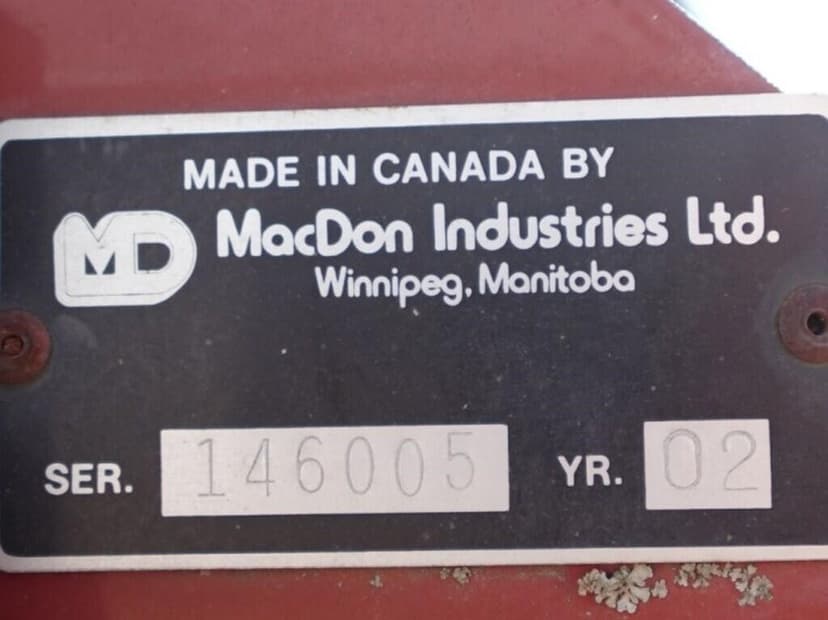 MADE IN CANADA BY
MD MacDon Industries Ltd.
Winnipeg, Manitoba
SER. 146005 YR. 02